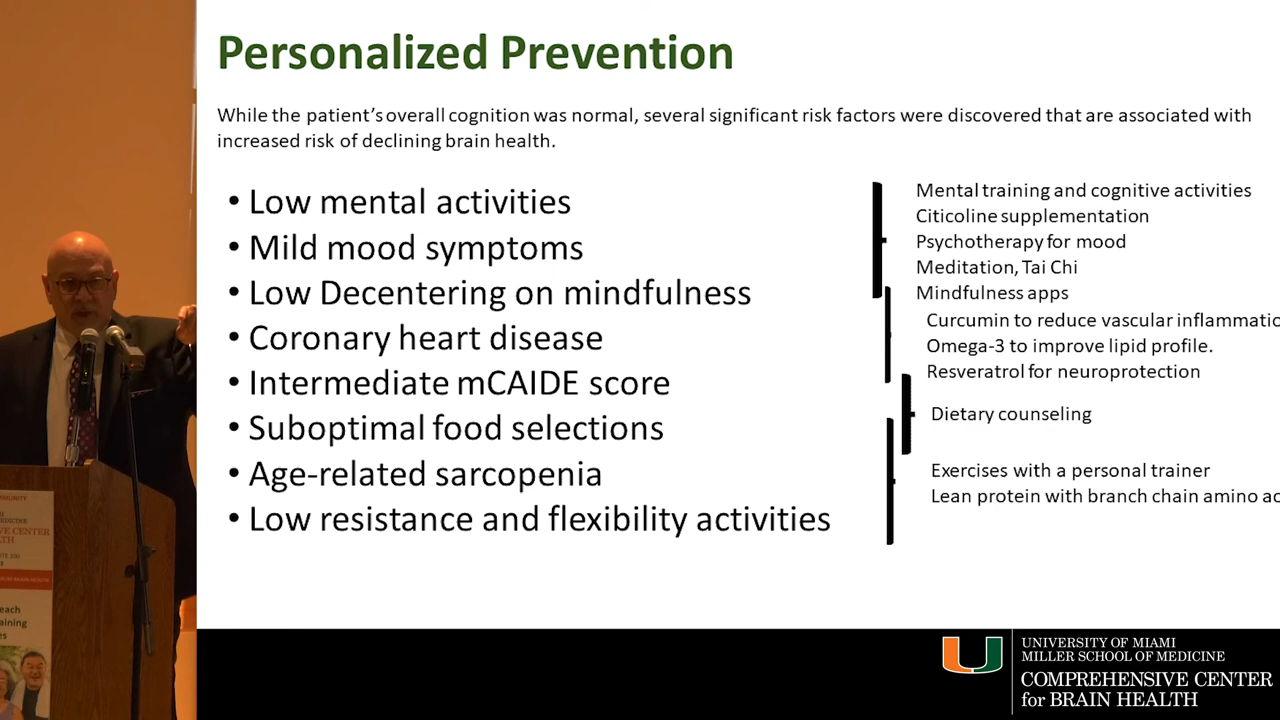 Personalized Prevention
While the patient's overall cognition was normal, several significant risk factors were discovered that are associated with
increased risk of declining brain health.
• Low mental activities
• Mild mood symptoms
• Low Decentering on mindfulness
• Coronary heart disease
• Intermediate mCAIDE score
• Suboptimal food selections
• Age-related sarcopenia
• Low resistance and flexibility activities
Mental training and cognitive activities
Citicoline supplementation
Psychotherapy for mood
Meditation, Tai Chi
Mindfulness apps
Curcumin to reduce vascular
Omega-3 to improve lipid profile.
Resveratrol for neuroprotection
Dietary counseling
Exercises with a personal trainer
Lean protein with branch chain amino
UNIVERSITY OF MIAMI
MILLER SCHOOL OF MEDICINE
COMPREHENSIVE CENTER
for BRAIN HEALTH
CENTER
BRAIN HEALTH